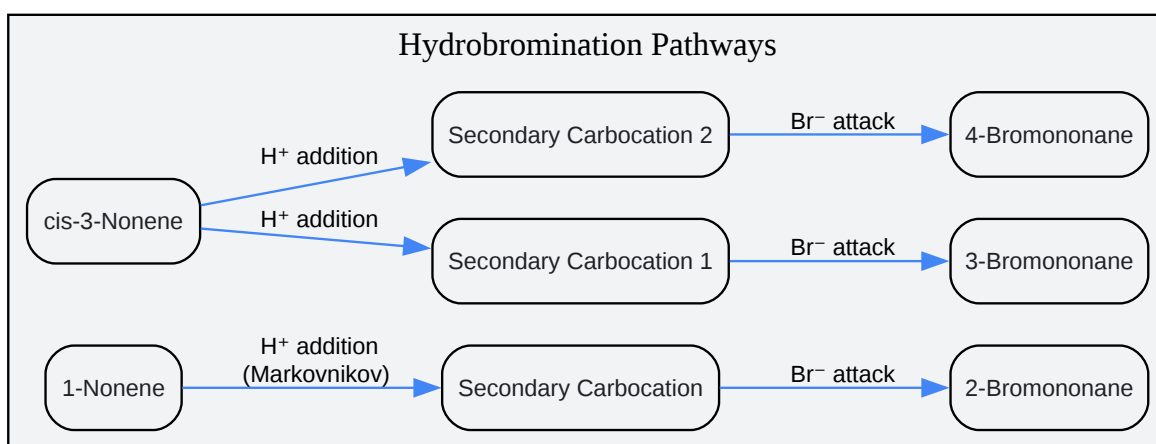 Hydrobromination Pathways
H⁺ addition
Secondary Carbocation 2
Br⁻ attack
4-Bromononane
cis-3-Nonene
H⁺ addition
Secondary Carbocation 1
Br⁻ attack
3-Bromononane
1-Nonene
H⁺ addition
(Markovnikov)
Secondary Carbocation
Br⁻ attack
2-Bromononane